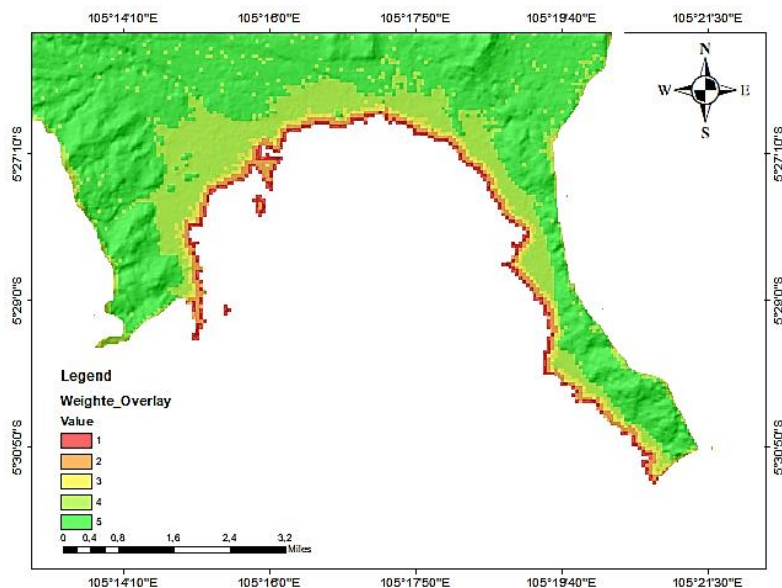 105°14'10"E 105°16'0"E 105°17'50"E 105°19'40"E 105°21'30"E
N
W E
S
5°27'10"S 5°27'10"S
5°29'0"S 5°29'0"S
5°30'50"S 5°30'50"S
Legend
Weighte_Overlay
Value
1
2
3
4
5
0 0,4 0,8 1,6 2,4 3,2
Miles
105°14'10"E 105°16'0"E 105°17'50"E 105°19'40"E 105°21'30"E